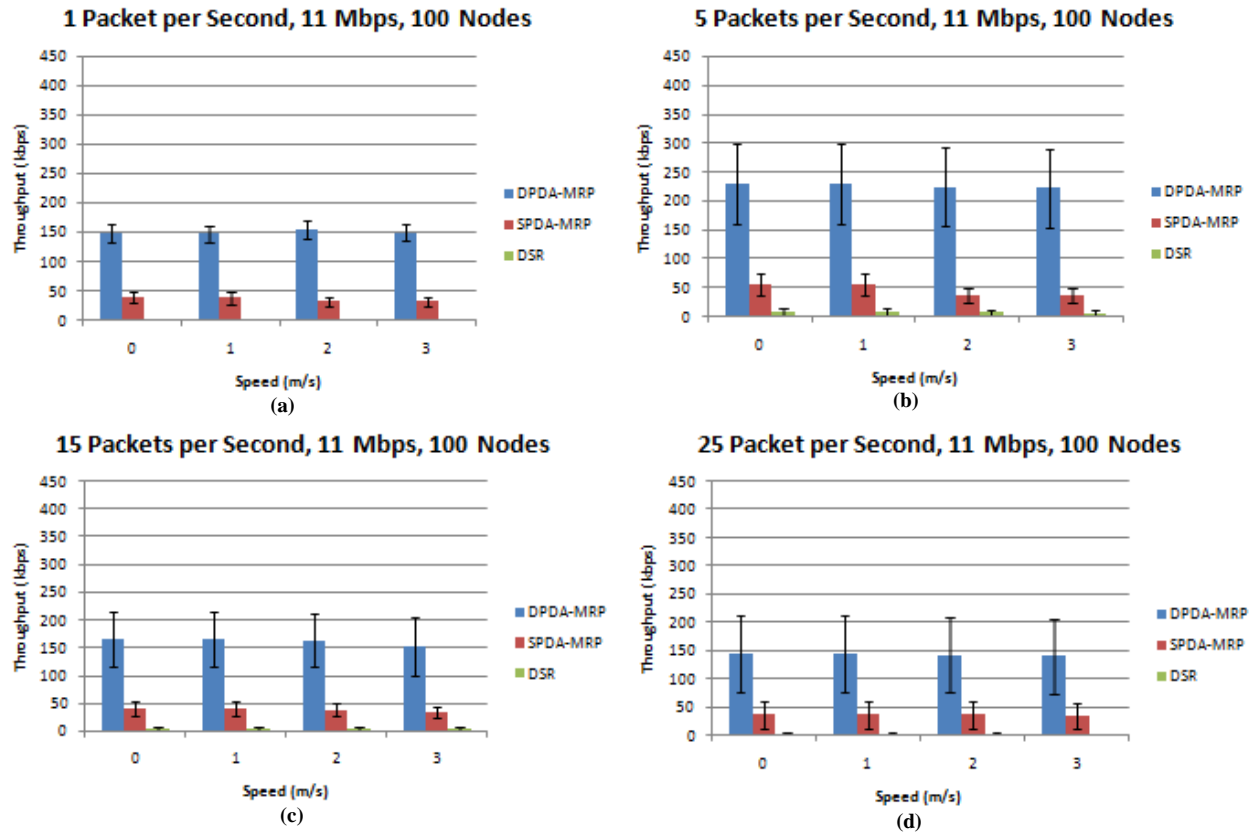 1 Packet per Second, 11 Mbps, 100 Nodes
450
400
350
300
250
200
150
100
50
0
Throughput (kbps)
0 1 2 3
Speed (m/s)
DPDA-MRP
SPDA-MRP
DSR
(a)
5 Packets per Second, 11 Mbps, 100 Nodes
450
400
350
300
250
200
150
100
50
0
Throughput (kbps)
0 1 2 3
Speed (m/s)
DPDA-MRP
SPDA-MRP
DSR
(b)
15 Packets per Second, 11 Mbps, 100 Nodes
450
400
350
300
250
200
150
100
50
0
Throughput (kbps)
0 1 2 3
Speed (m/s)
DPDA-MRP
SPDA-MRP
DSR
(c)
25 Packet per Second, 11 Mbps, 100 Nodes
450
400
350
300
250
200
150
100
50
0
Throughput (kbps)
0 1 2 3
Speed (m/s)
DPDA-MRP
SPDA-MRP
DSR
(d)